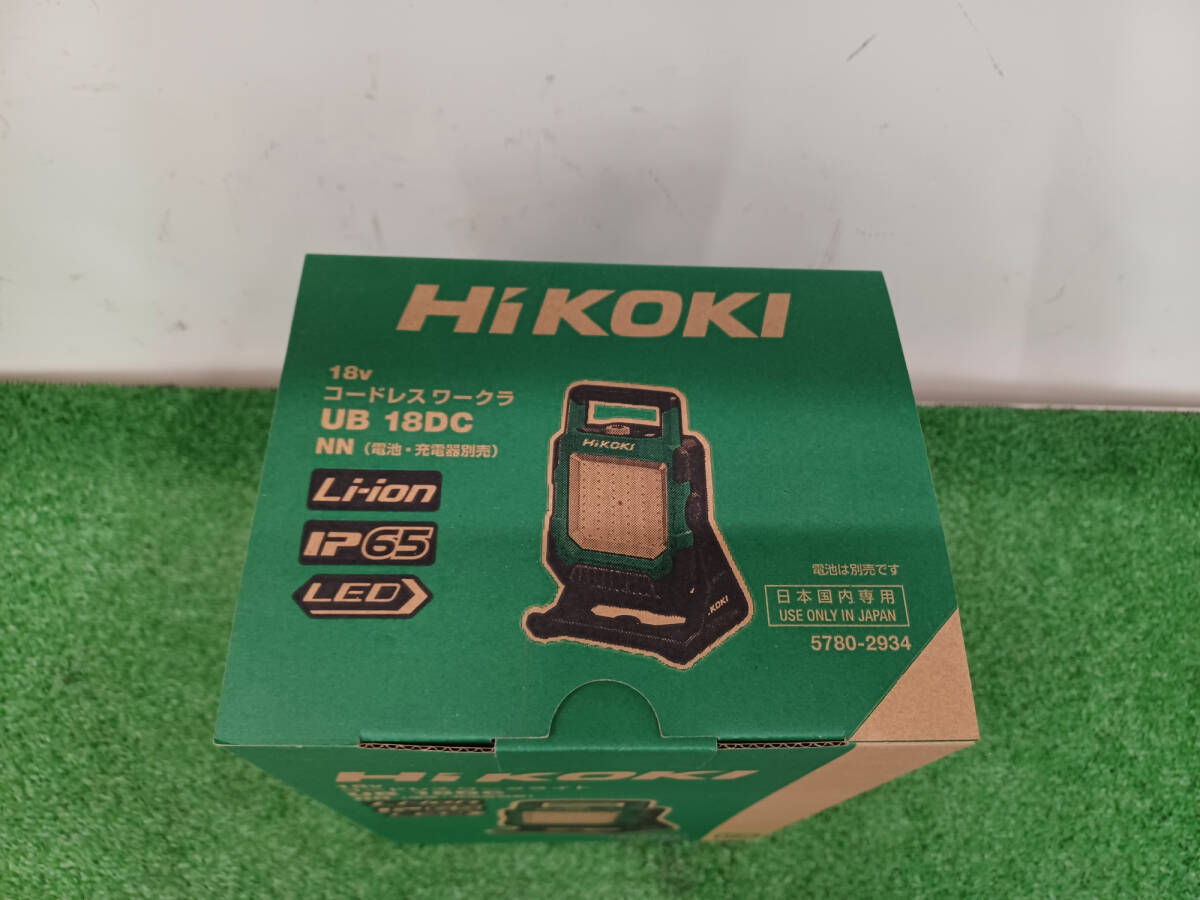 HiKOKI
18v
コードレス ワークラ
UB 18DC
NN (電池・充電器別売)
Li-ion
IP65
LED
HiKOKI
KOKI
電池は別売です
日本国内専用
USE ONLY IN JAPAN
5780-2934
HiKOKI